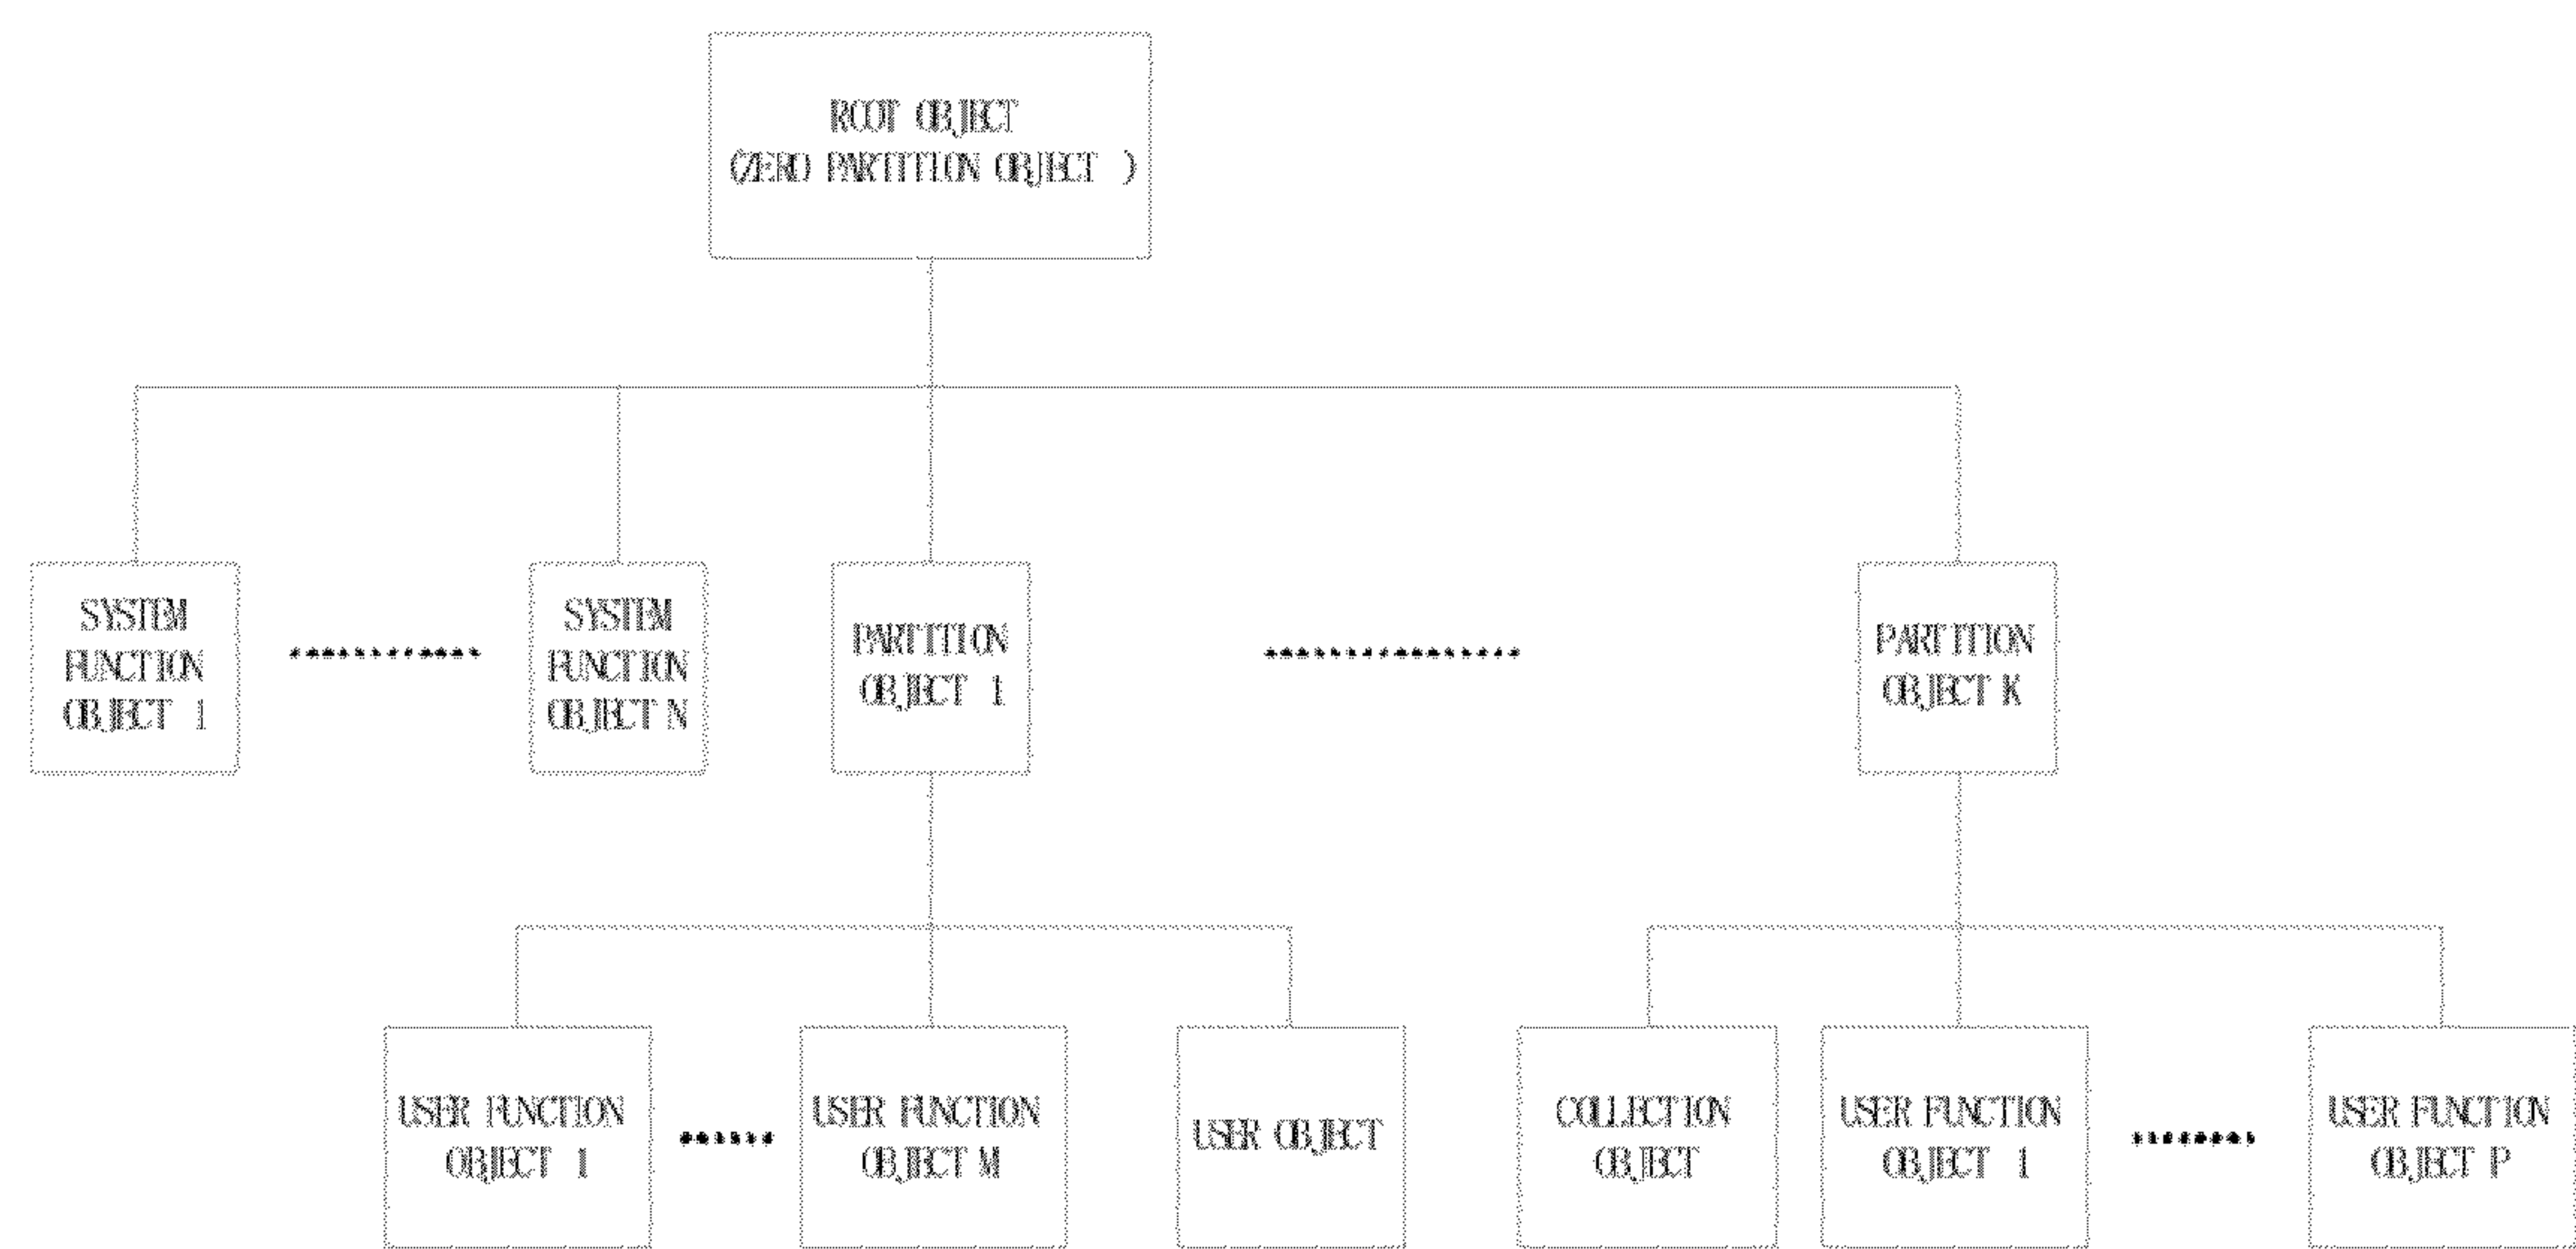 ROOT OBJECT
(ZERO PARTITION OBJECT )
SYSTEM
FUNCTION
OBJECT 1
SYSTEM
FUNCTION
OBJECT N
PARTITION
OBJECT 1
PARTITION
OBJECT K
USER FUNCTION
OBJECT 1
USER FUNCTION
OBJECT M
USER OBJECT
COLLECTION
OBJECT
USER FUNCTION
OBJECT 1
USER FUNCTION
OBJECT P